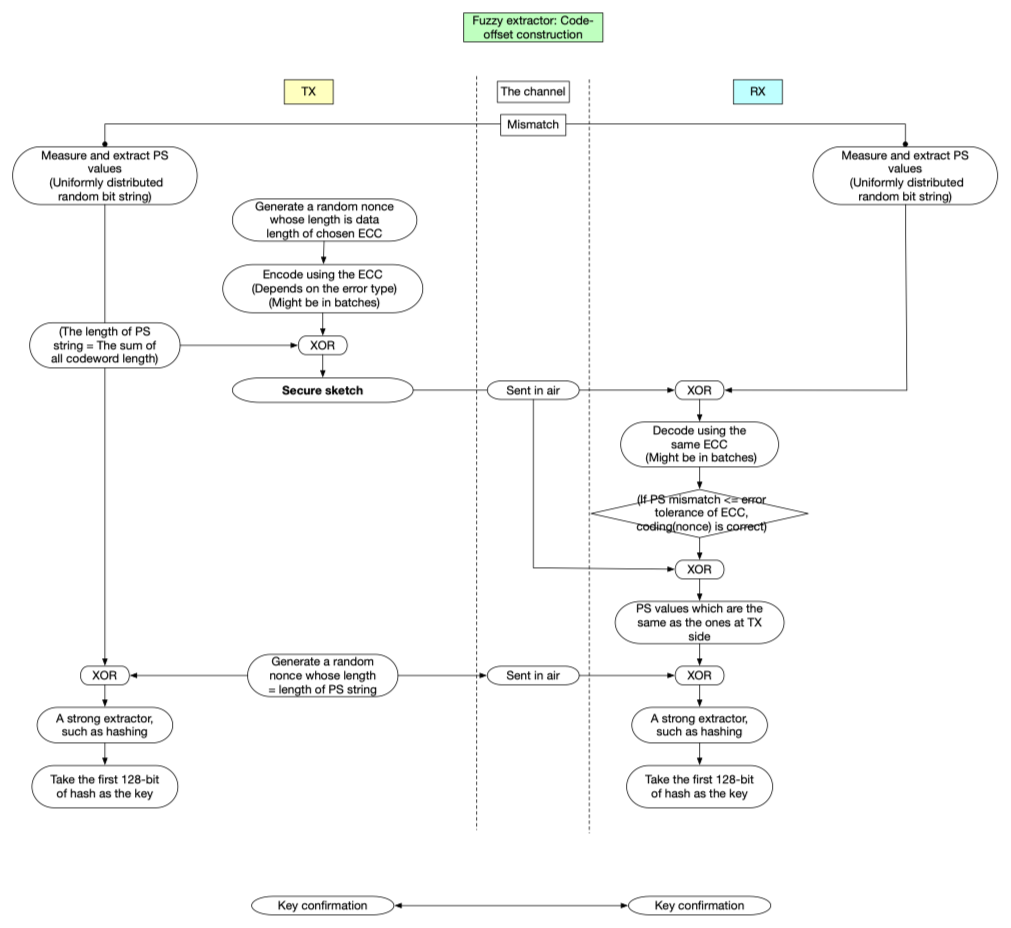 Fuzzy extractor: Code-
offset construction
TX
The channel
RX
Mismatch
Measure and extract PS
values
(Uniformly distributed
random bit string)
Measure and extract PS
values
(Uniformly distributed
random bit string)
Generate a random nonce
whose length is data
length of chosen ECC
Encode using the ECC
(Depends on the error type)
(Might be in batches)
(The length of PS
string = The sum of
all codeword length)
XOR
Secure sketch
Sent in air
XOR
Decode using the
same ECC
(Might be in batches)
(If PS mismatch <= error
tolerance of ECC,
coding(nonce) is correct)
XOR
PS values which are the
same as the ones at TX
side
XOR
Generate a random
nonce whose length
= length of PS string
Sent in air
XOR
A strong extractor,
such as hashing
A strong extractor,
such as hashing
Take the first 128-bit
of hash as the key
Take the first 128-bit
of hash as the key
Key confirmation
Key confirmation